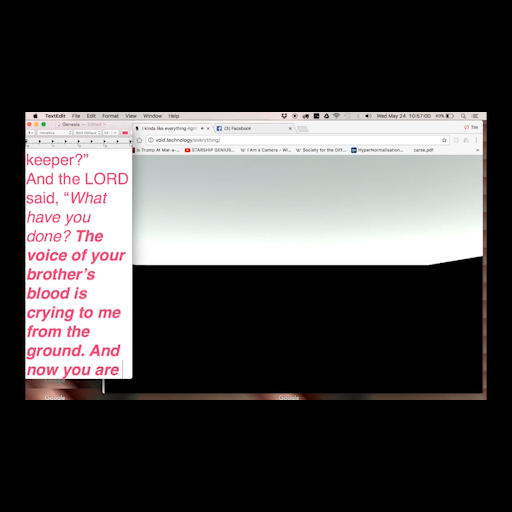 TextEdit File Edit Format View Window Help
Wed May 24 10:57:00 40% Q
Genesis — Edited
I kinda like everything right
(3) Facebook
Tim
void.technology/everything/
Is Trump At Mar-a-...
STARSHIP GENIUS...
I Am a Camera - Wi...
Society for the Diff...
HyperNormalisation...
carse.pdf
keeper?”
And the LORD
said, “What
have you
done? The
voice of your
brother’s
blood is
crying to me
from the
ground. And
now you are
Google
Google